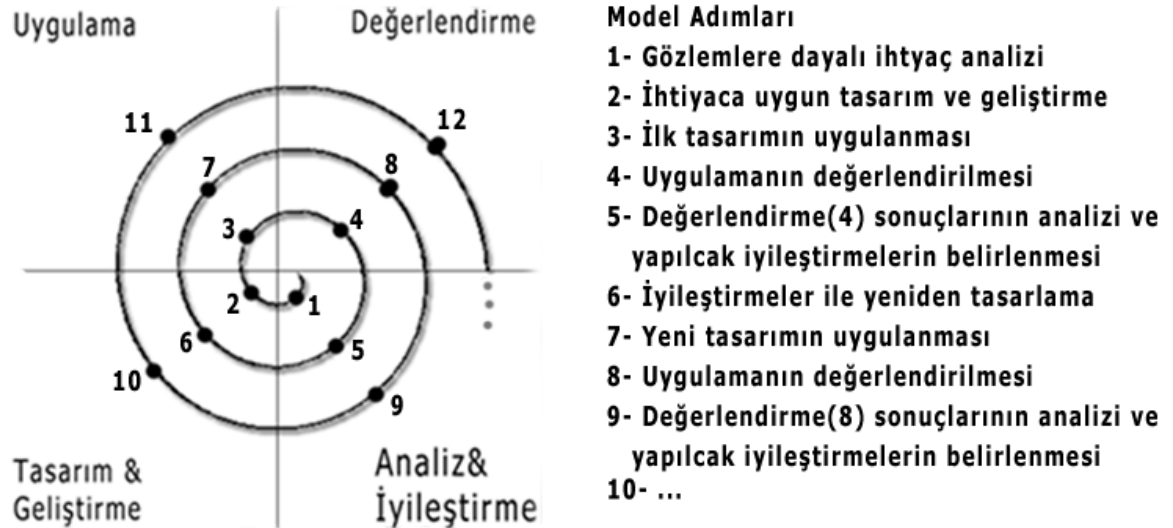 Uygulama
Değerlendirme
11
12
7
8
3
4
2
1
6
5
10
9
Tasarım &
Geliştirme
Analiz&
İyileştirme
Model Adımları
1- Gözlemlere dayalı ihtyaç analizi
2- İhtiyaca uygun tasarım ve geliştirme
3- İlk tasarımın uygulanması
4- Uygulamanın değerlendirilmesi
5- Değerlendirme(4) sonuçlarının analizi ve
yapılcak iyileştirmelerin belirlenmesi
6- İyileştirmeler ile yeniden tasarlama
7- Yeni tasarımın uygulanması
8- Uygulamanın değerlendirilmesi
9- Değerlendirme(8) sonuçlarının analizi ve
yapılcak iyileştirmelerin belirlenmesi
10- ...